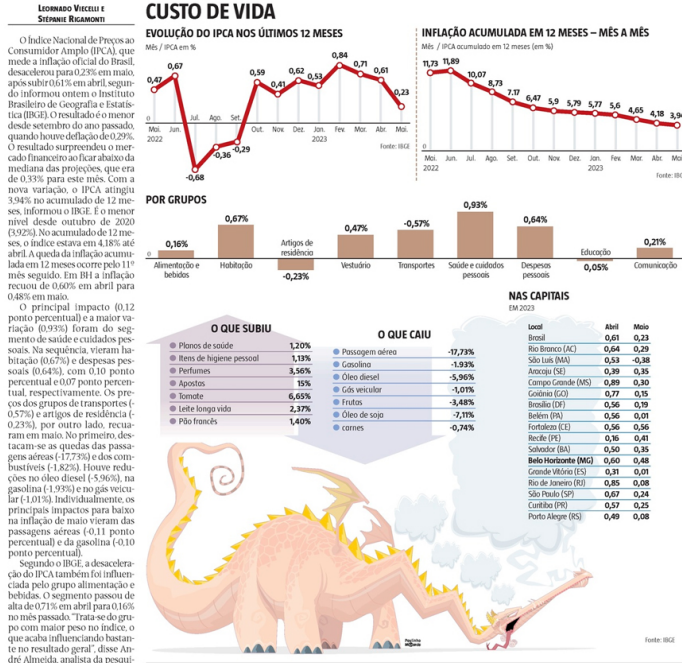 LEORNADO VIECELLI E
STÉPANIE RIGAMONTI
O Índice Nacional de Preços ao
Consumidor Amplo (IPCA), que
mede a inflação oficial do Brasil,
desacelerou para 0,23% em maio,
após subir 0,61% em abril, segun-
do informou ontem o Instituto
Brasileiro de Geografia e Estatís-
tica (IBGE). O resultado é o menor
desde setembro do ano passado,
quando houve deflação de 0,29%.
O resultado surpreendeu o mer-
cado financeiro ao ficar abaixo da
mediana das projeções, que era
de 0,33% para este mês. Com a
nova variação, o IPCA atingiu
3,94% no acumulado de 12 me-
ses, informou o IBGE. É o menor
nível desde outubro de 2020
(3,92%). No acumulado de 12 me-
ses, o índice estava em 4,18% até
abril. A queda da inflação acumu-
lada em 12 meses ocorre pelo 11º
mês seguido. Em BH a inflação
recuou de 0,60% em abril para
0,48% em maio.
O principal impacto (0,12
ponto percentual) e a maior va-
riação (0,93%) foram do seg-
mento de saúde e cuidados pes-
soais. Na sequência, vieram ha-
bitação (0,67%) e despesas pes-
soais (0,64%), com 0,10 ponto
percentual e 0,07 ponto percen-
tual, respectivamente. Os pre-
ços dos grupos de transportes (-
0,57%) e artigos de residência (-
0,23%), por outro lado, recua-
ram em maio. No primeiro, des-
tacam-se as quedas das passa-
gens aéreas (-17,73%) e dos com-
bustíveis (-1,82%). Houve redu-
ções no óleo diesel (-5,96%), na
gasolina (-1,93%) e no gás veicu-
lar (-1,01%). Individualmente, os
principais impactos para baixo
na inflação de maio vieram das
passagens aéreas (-0,11 ponto
percentual) e da gasolina (-0,10
ponto percentual).
Segundo o IBGE, a desacelera-
ção do IPCA também foi influen-
ciada pelo grupo alimentação e
bebidas. O segmento passou de
alta de 0,71% em abril para 0,16%
no mês passado. "Trata-se do gru-
po com maior peso no índice, o
que acaba influenciando bastan-
te no resultado geral", disse An-
dré Almeida, analista da pesqui-
CUSTO DE VIDA
EVOLUÇÃO DO IPCA NOS ÚLTIMOS 12 MESES
Mês / IPCA em %
0,47 0,67 -0,68 -0,36 -0,29 0,59 0,41 0,62 0,53 0,84 0,71 0,61 0,23
0
Mai. Jun. Jul. Ago. Set. Out. Nov. Dez. Jan. Fev. Mar. Abr. Mai.
2022 2023
Fonte: IBGE
INFLAÇÃO ACUMULADA EM 12 MESES – MÊS A MÊS
Mês / IPCA acumulado em 12 meses (em %)
11,73 11,89 10,07 8,73 7,17 6,47 5,9 5,79 5,77 5,6 4,65 4,18 3,94
0
Mai. Jun. Jul. Ago. Set. Out. Nov. Dez. Jan. Fev. Mar. Abr. Mai.
2022 2023
Fonte: IBGE
POR GRUPOS
0
0,16% 0,67% -0,23% 0,47% -0,57% 0,93% 0,64% 0,05% 0,21%
Alimentação e bebidas
Habitação
Artigos de residência
Vestuário
Transportes
Saúde e cuidados pessoais
Despesas pessoais
Educação
Comunicação
O QUE SUBIU
Planos de saúde 1,20%
Itens de higiene pessoal 1,13%
Perfumes 3,56%
Apostas 15%
Tomate 6,65%
Leite longa vida 2,37%
Pão francês 1,40%
O QUE CAIU
Passagem aérea -17,73%
Gasolina -1.93%
Óleo diesel -5,96%
Gás veicular -1,01%
Frutas -3,48%
Óleo de soja -7,11%
carnes -0,74%
NAS CAPITAIS
EM 2023
Local Abril Maio
Brasil 0,61 0,23
Rio Branco (AC) 0,64 0,29
São Luís (MA) 0,53 -0,38
Aracaju (SE) 0,39 0,35
Campo Grande (MS) 0,89 0,30
Goiânia (GO) 0,77 0,15
Brasília (DF) 0,56 0,19
Belém (PA) 0,56 0,01
Fortaleza (CE) 0,56 0,56
Recife (PE) 0,16 0,41
Salvador (BA) 0,50 0,35
Belo Horizonte (MG) 0,60 0,48
Grande Vitória (ES) 0,31 0,01
Rio de Janeiro (RJ) 0,85 0,08
São Paulo (SP) 0,67 0,24
Curitiba (PR) 0,57 0,25
Porto Alegre (RS) 0,49 0,08
Fonte: IBGE